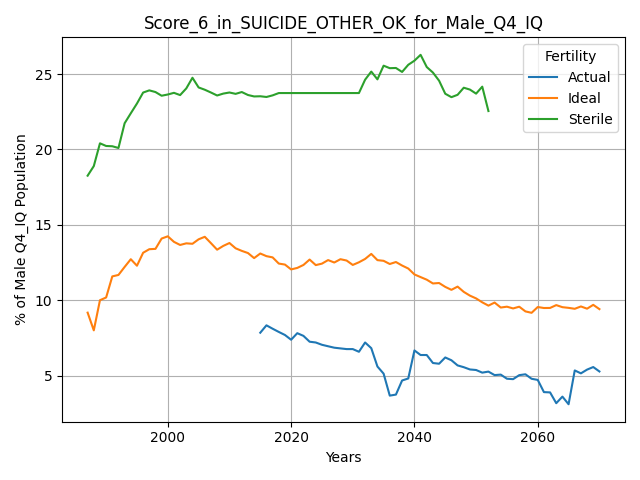 Score_6_in_SUICIDE_OTHER_OK_for_Male_Q4_IQ
% of Male Q4_IQ Population
25
20
15
10
5
Fertility
Actual
Ideal
Sterile
2000
2020
2040
2060
Years